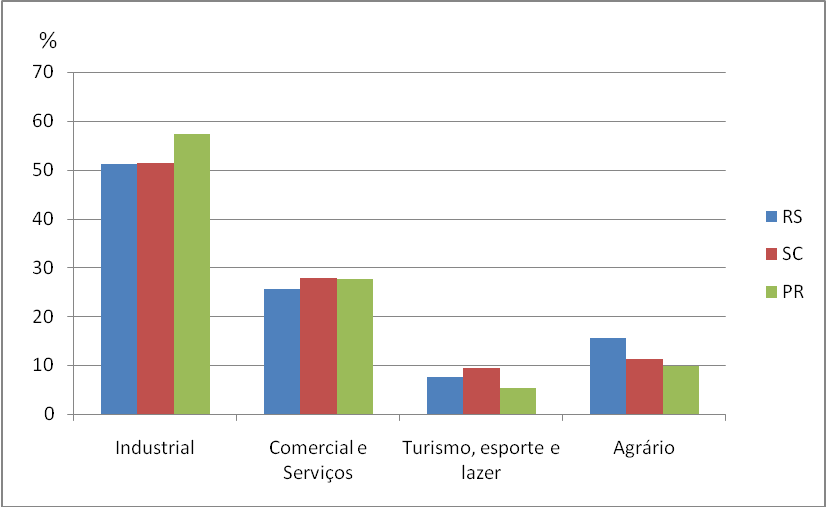 %
70
60
50
40
30
20
10
0
Industrial
Comercial e
Serviços
Turismo, esporte e
lazer
Agrário
RS
SC
PR